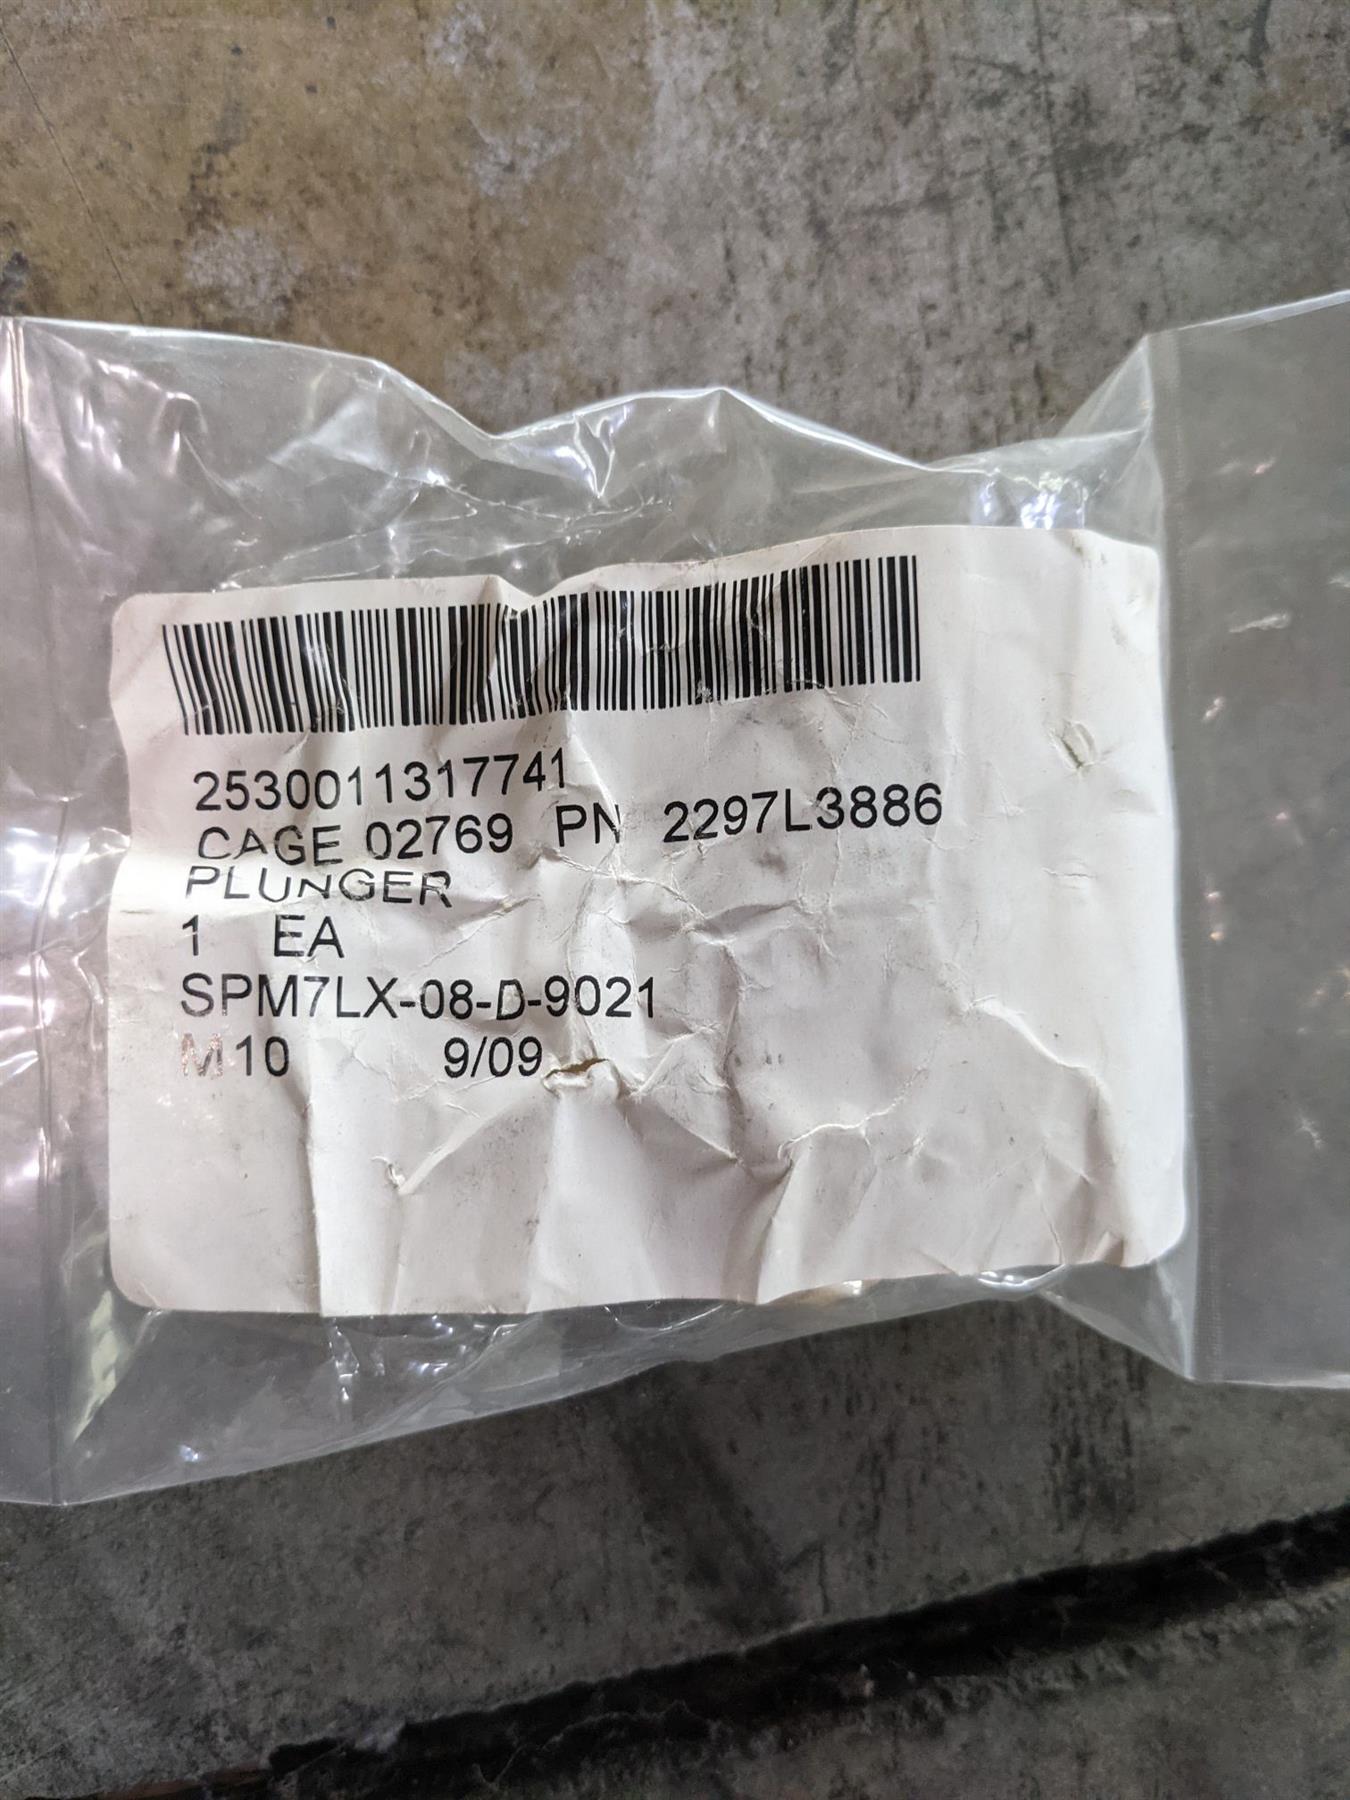 2530011317741
CAGE 02769 PN 2297L3886
PLUNGER
1 EA
SPM7LX-08-D-9021
M10 9/09